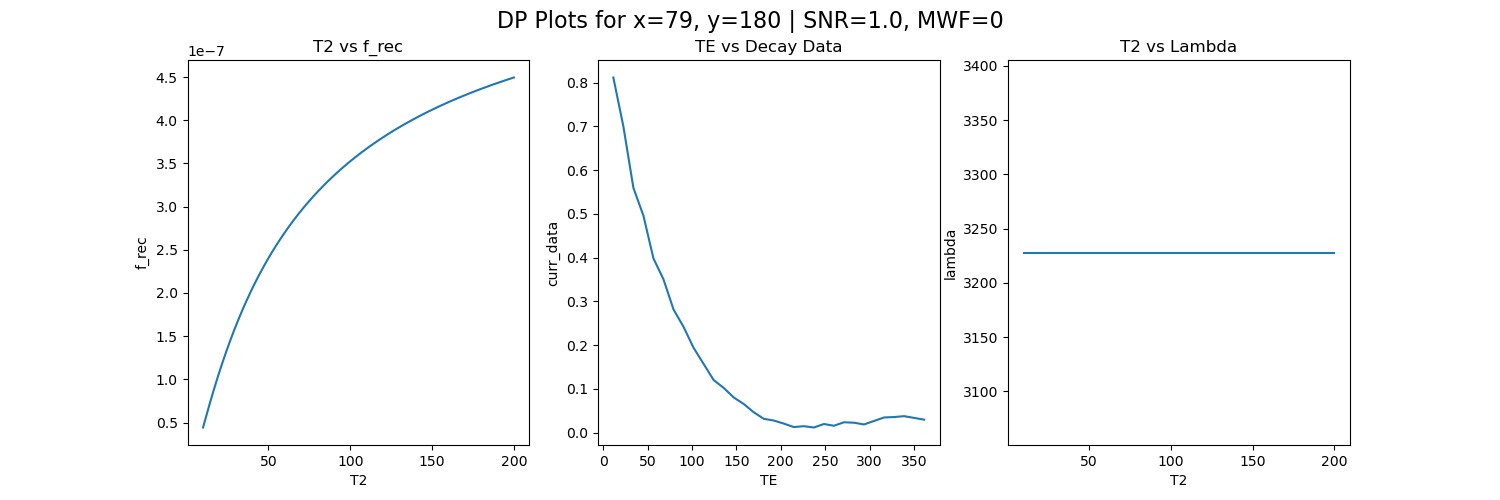 DP Plots for x=79, y=180 | SNR=1.0, MWF=0
T2 vs f_rec
1e−7
4.5
4.0
3.5
3.0
2.5
2.0
1.5
1.0
0.5
f_rec
50 100 150 200
T2
TE vs Decay Data
0.8
0.7
0.6
0.5
0.4
0.3
0.2
0.1
0.0
curr_data
0 50 100 150 200 250 300 350
TE
T2 vs Lambda
3400
3350
3300
3250
3200
3150
3100
lambda
50 100 150 200
T2